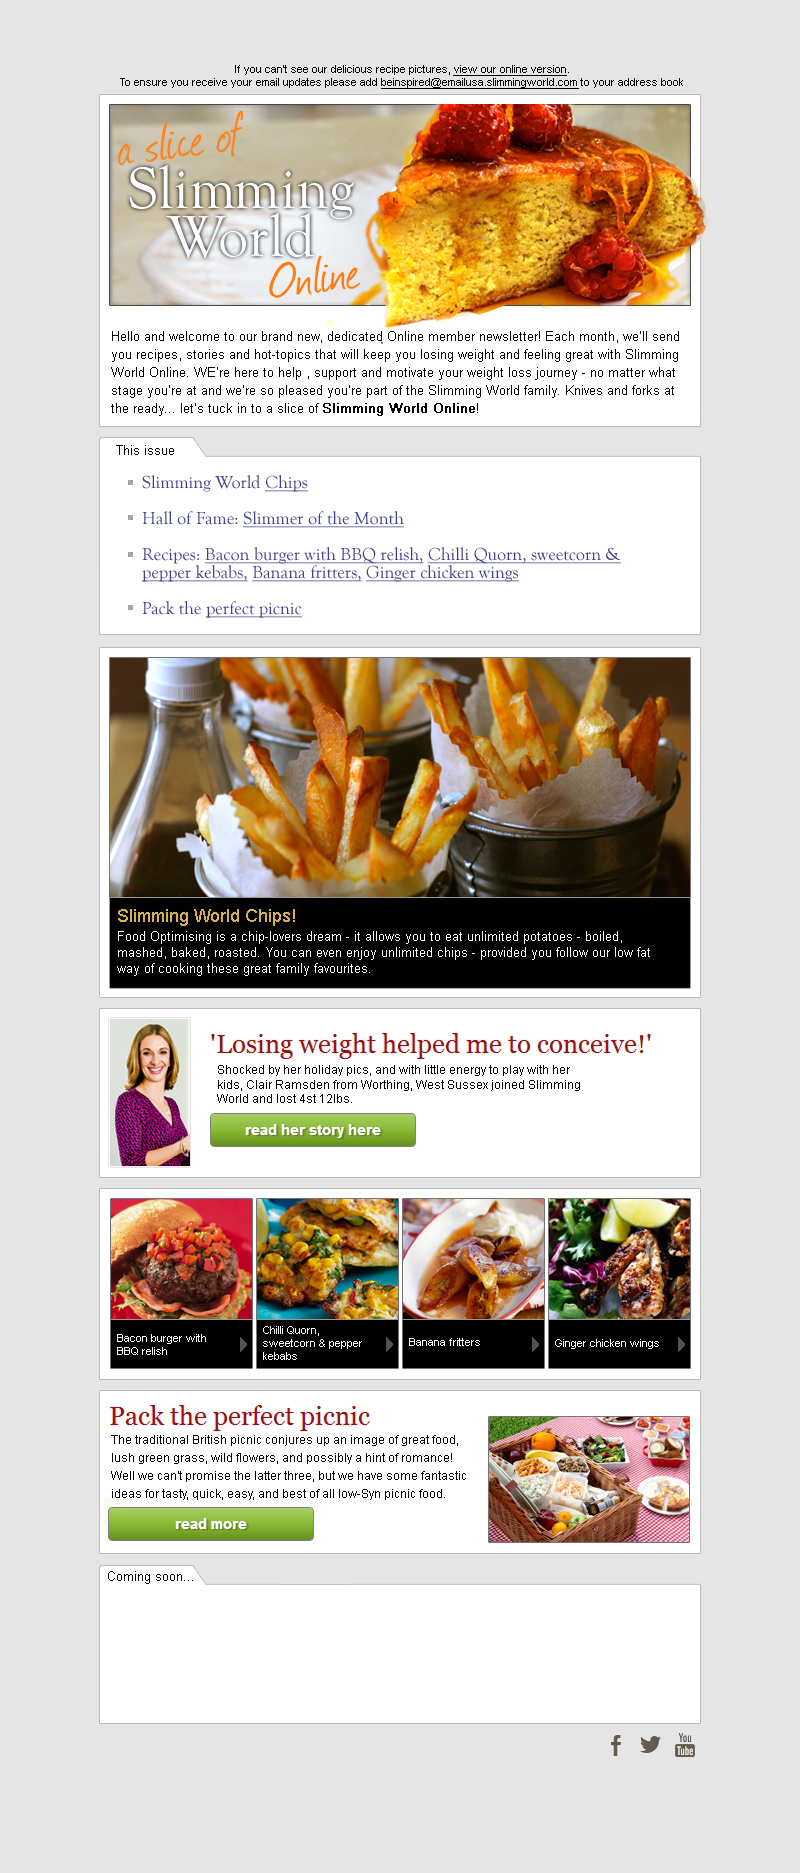 If you can't see our delicious recipe pictures, view our online version.
To ensure you receive your email updates please add beinspired@emailusa.slimmingworld.com to your address book
a slice of
Slimming
World
Online
Hello and welcome to our brand new, dedicated Online member newsletter! Each month, we'll send
you recipes, stories and hot-topics that will keep you losing weight and feeling great with Slimming
World Online. WE're here to help , support and motivate your weight loss journey - no matter what
stage you're at and we're so pleased you're part of the Slimming World family. Knives and forks at
the ready... let's tuck in to a slice of Slimming World Online!
This issue
Slimming World Chips
Hall of Fame: Slimmer of the Month
Recipes: Bacon burger with BBQ relish, Chilli Quorn, sweetcorn &
pepper kebabs, Banana fritters, Ginger chicken wings
Pack the perfect picnic
Slimming World Chips!
Food Optimising is a chip-lovers dream - it allows you to eat unlimited potatoes - boiled,
mashed, baked, roasted. You can even enjoy unlimited chips - provided you follow our low fat
way of cooking these great family favourites.
'Losing weight helped me to conceive!'
Shocked by her holiday pics, and with little energy to play with her
kids, Clair Ramsden from Worthing, West Sussex joined Slimming
World and lost 4st 12lbs.
read her story here
Bacon burger with
BBQ relish
Chilli Quorn,
sweetcorn & pepper
kebabs
Banana fritters
Ginger chicken wings
Pack the perfect picnic
The traditional British picnic conjures up an image of great food,
lush green grass, wild flowers, and possibly a hint of romance!
Well we can't promise the latter three, but we have some fantastic
ideas for tasty, quick, easy, and best of all low-Syn picnic food.
read more
Coming soon...
You
Tube